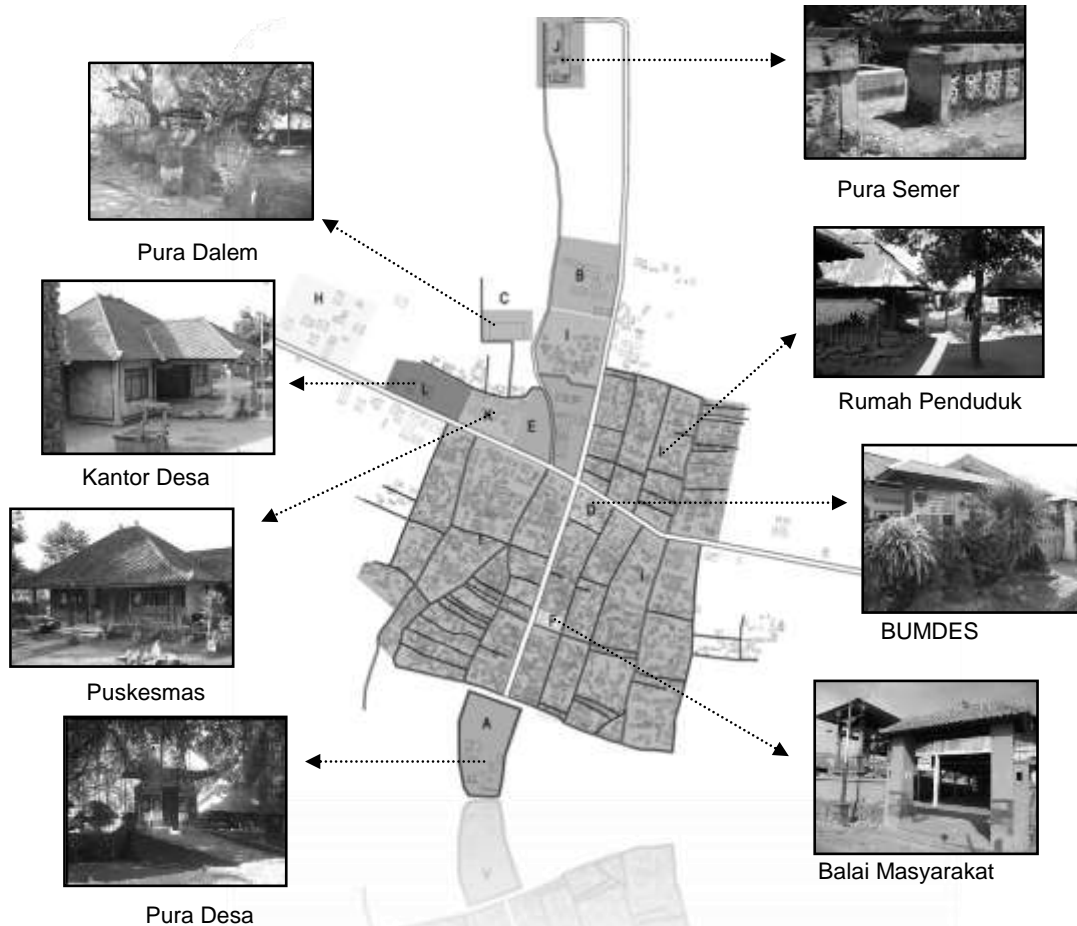 J
Pura Semer
Pura Dalem
B
H
C
I
Rumah Penduduk
L
K
E
I
Kantor Desa
D
I
I
BUMDES
F
Puskesmas
A
Balai Masyarakat
Pura Desa